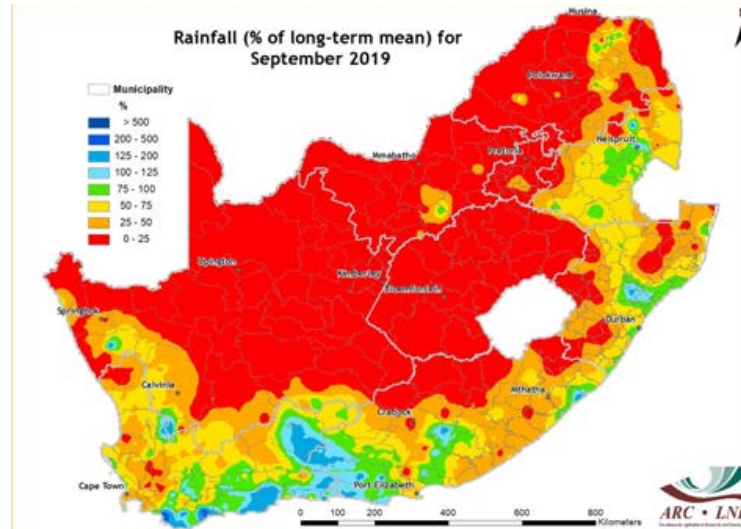 Rainfall (% of long-term mean) for
September 2019
Municipality
%
> 500
200 - 500
125 - 200
100 - 125
75 - 100
50 - 75
25 - 50
0 - 25
Musina
Polokwane
Nelspruit
Mmabatho
Pretoria
Upington
Kimberley
Bloemfontein
Springbok
Durban
Calvinia
Mthatha
Cradock
Cape Town
Port Elizabeth
0 100 200 400 600 800
Kilometers
ARC • LNR